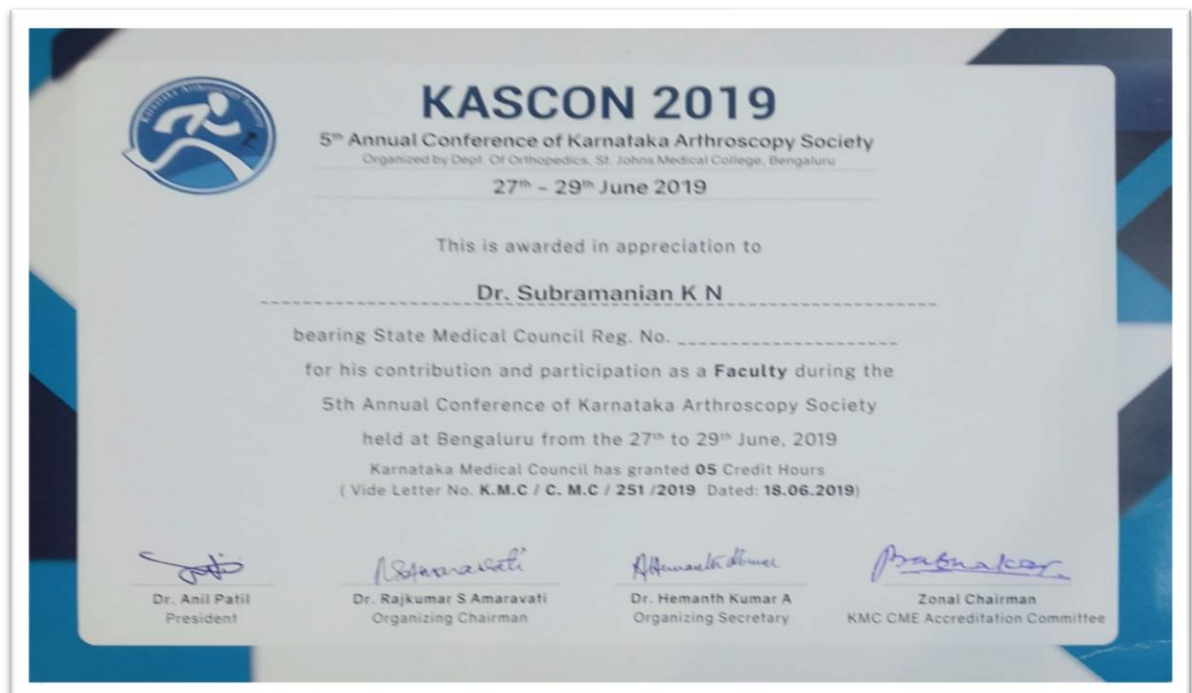 Karnataka Arthroscopy Society
KASCON 2019
5th Annual Conference of Karnataka Arthroscopy Society
Organized by Dept. Of Orthopedics, St. Johns Medical College, Bengaluru
27th - 29th June 2019
This is awarded in appreciation to
Dr. Subramanian K N
bearing State Medical Council Reg. No.
for his contribution and participation as a Faculty during the
5th Annual Conference of Karnataka Arthroscopy Society
held at Bengaluru from the 27th to 29th June, 2019
Karnataka Medical Council has granted 05 Credit Hours
( Vide Letter No. K.M.C / C. M.C / 251 /2019 Dated: 18.06.2019)
Prabhakar
Dr. Anil Patil Dr. Rajkumar S Amaravati Dr. Hemanth Kumar A Zonal Chairman
President Organizing Chairman Organizing Secretary KMC CME Accreditation Committee